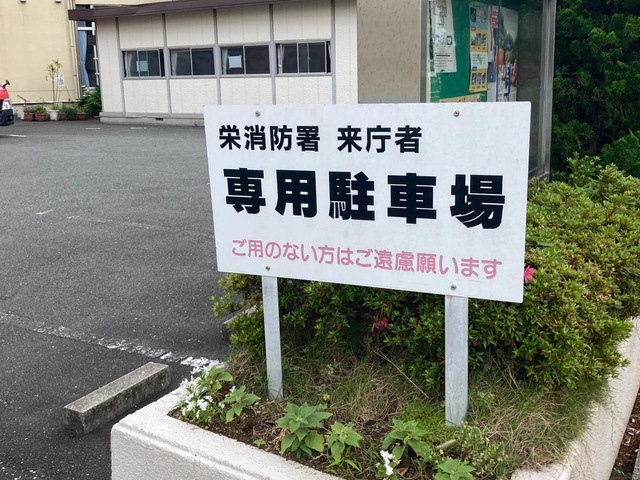 栄消防署 来庁者
専用駐車場
ご用のない方はご遠慮願います